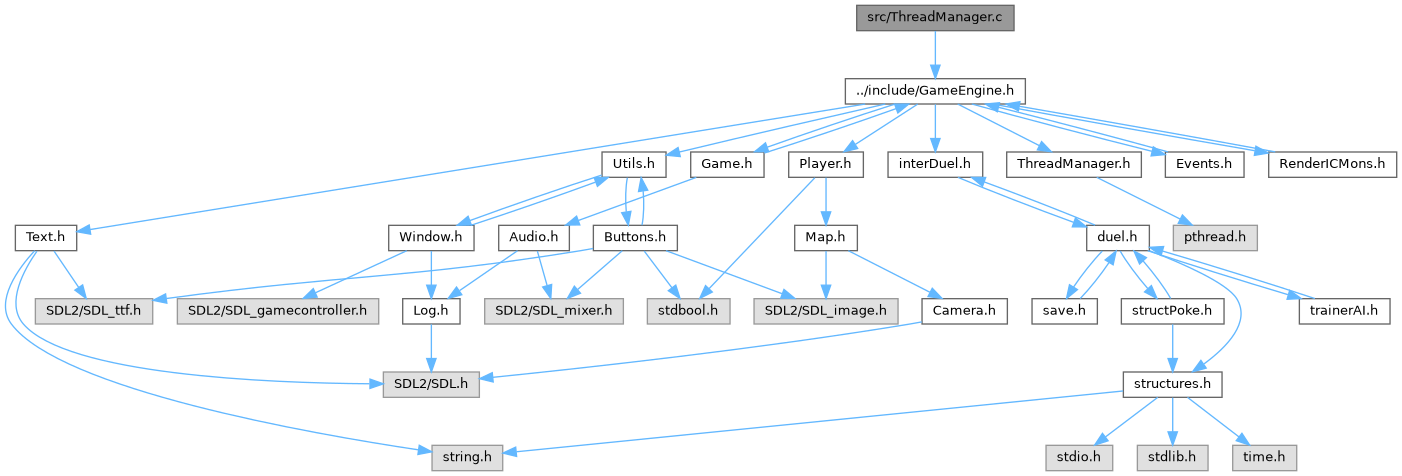 src/ThreadManager.c
../include/GameEngine.h
Utils.h
Game.h
Player.h
interDuel.h
ThreadManager.h
Events.h
RenderICMons.h
Text.h
Window.h
Audio.h
Buttons.h
Map.h
duel.h
pthread.h
SDL2/SDL_ttf.h
SDL2/SDL_gamecontroller.h
Log.h
SDL2/SDL_mixer.h
stdbool.h
SDL2/SDL_image.h
Camera.h
save.h
structPoke.h
trainerAI.h
SDL2/SDL.h
structures.h
string.h
stdio.h
stdlib.h
time.h